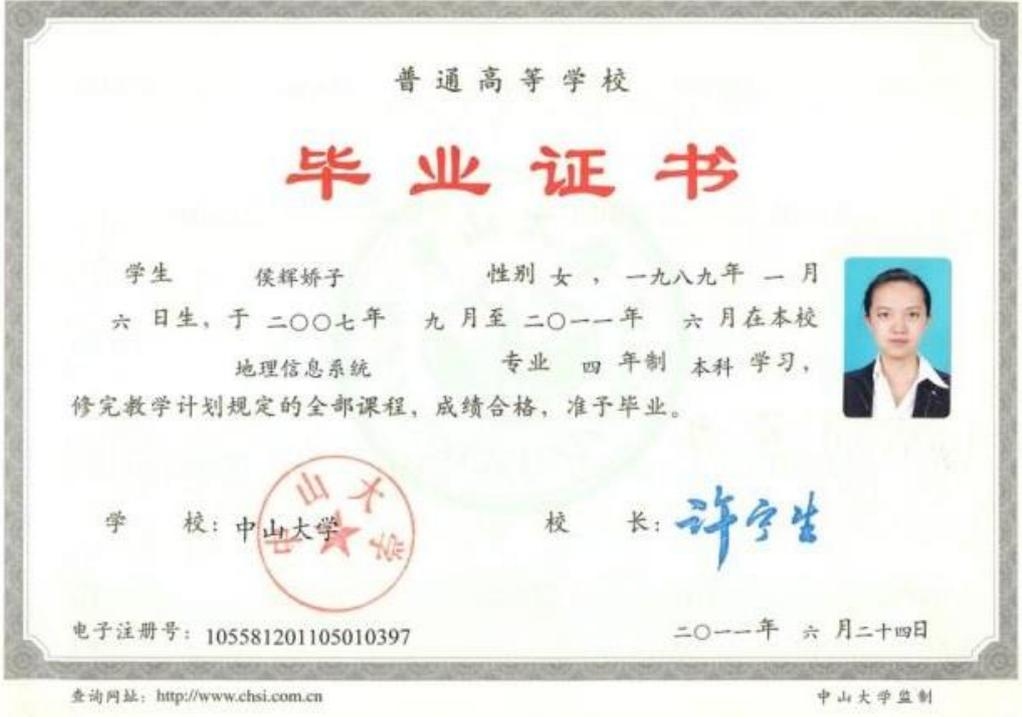 普通高等学校
毕业证书
学生 侯辉娇子 性别 女 ，一九八九年 一 月
六 日生，于 二〇〇七年 九 月至 二〇一一年 六 月在本校
地理信息系统 专业 四 年制 本科 学习，
修完教学计划规定的全部课程，成绩合格，准予毕业。
中山大学
学 校：中山大学 校 长：许宁生
电子注册号：105581201105010397 二〇一一年 六 月二十四日
查询网址：http://www.chsi.com.cn 中山大学监制